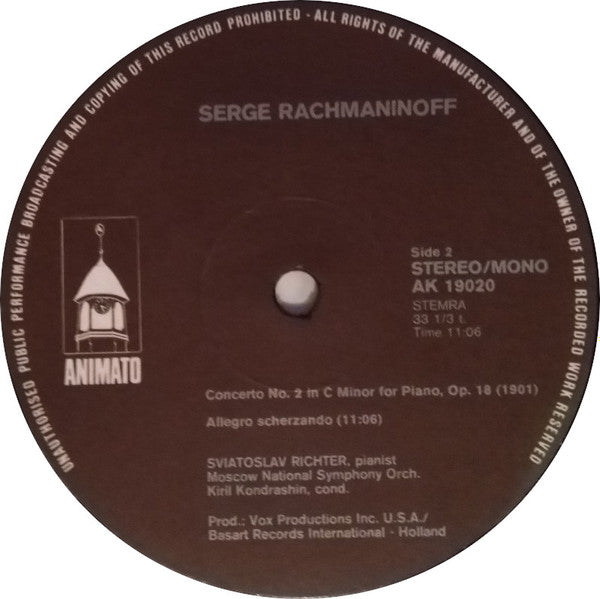 UNAUTHORISED PUBLIC PERFORMANCE BROADCASTING AND COPYING OF THIS RECORD PROHIBITED · ALL RIGHTS OF THE MANUFACTURER AND OF THE OWNER OF THE RECORDED WORK RESERVED
SERGE RACHMANINOFF
Side 2
STEREO/MONO
AK 19020
STEMRA
33 1/3 t.
Time 11:06
ANIMATO
Concerto No. 2 in C Minor for Piano, Op. 18 (1901)
Allegro scherzando (11:06)
SVIATOSLAV RICHTER, pianist
Moscow National Symphony Orch.
Kiril Kondrashin, cond.
Prod.: Vox Productions Inc. U.S.A./
Basart Records International - Holland